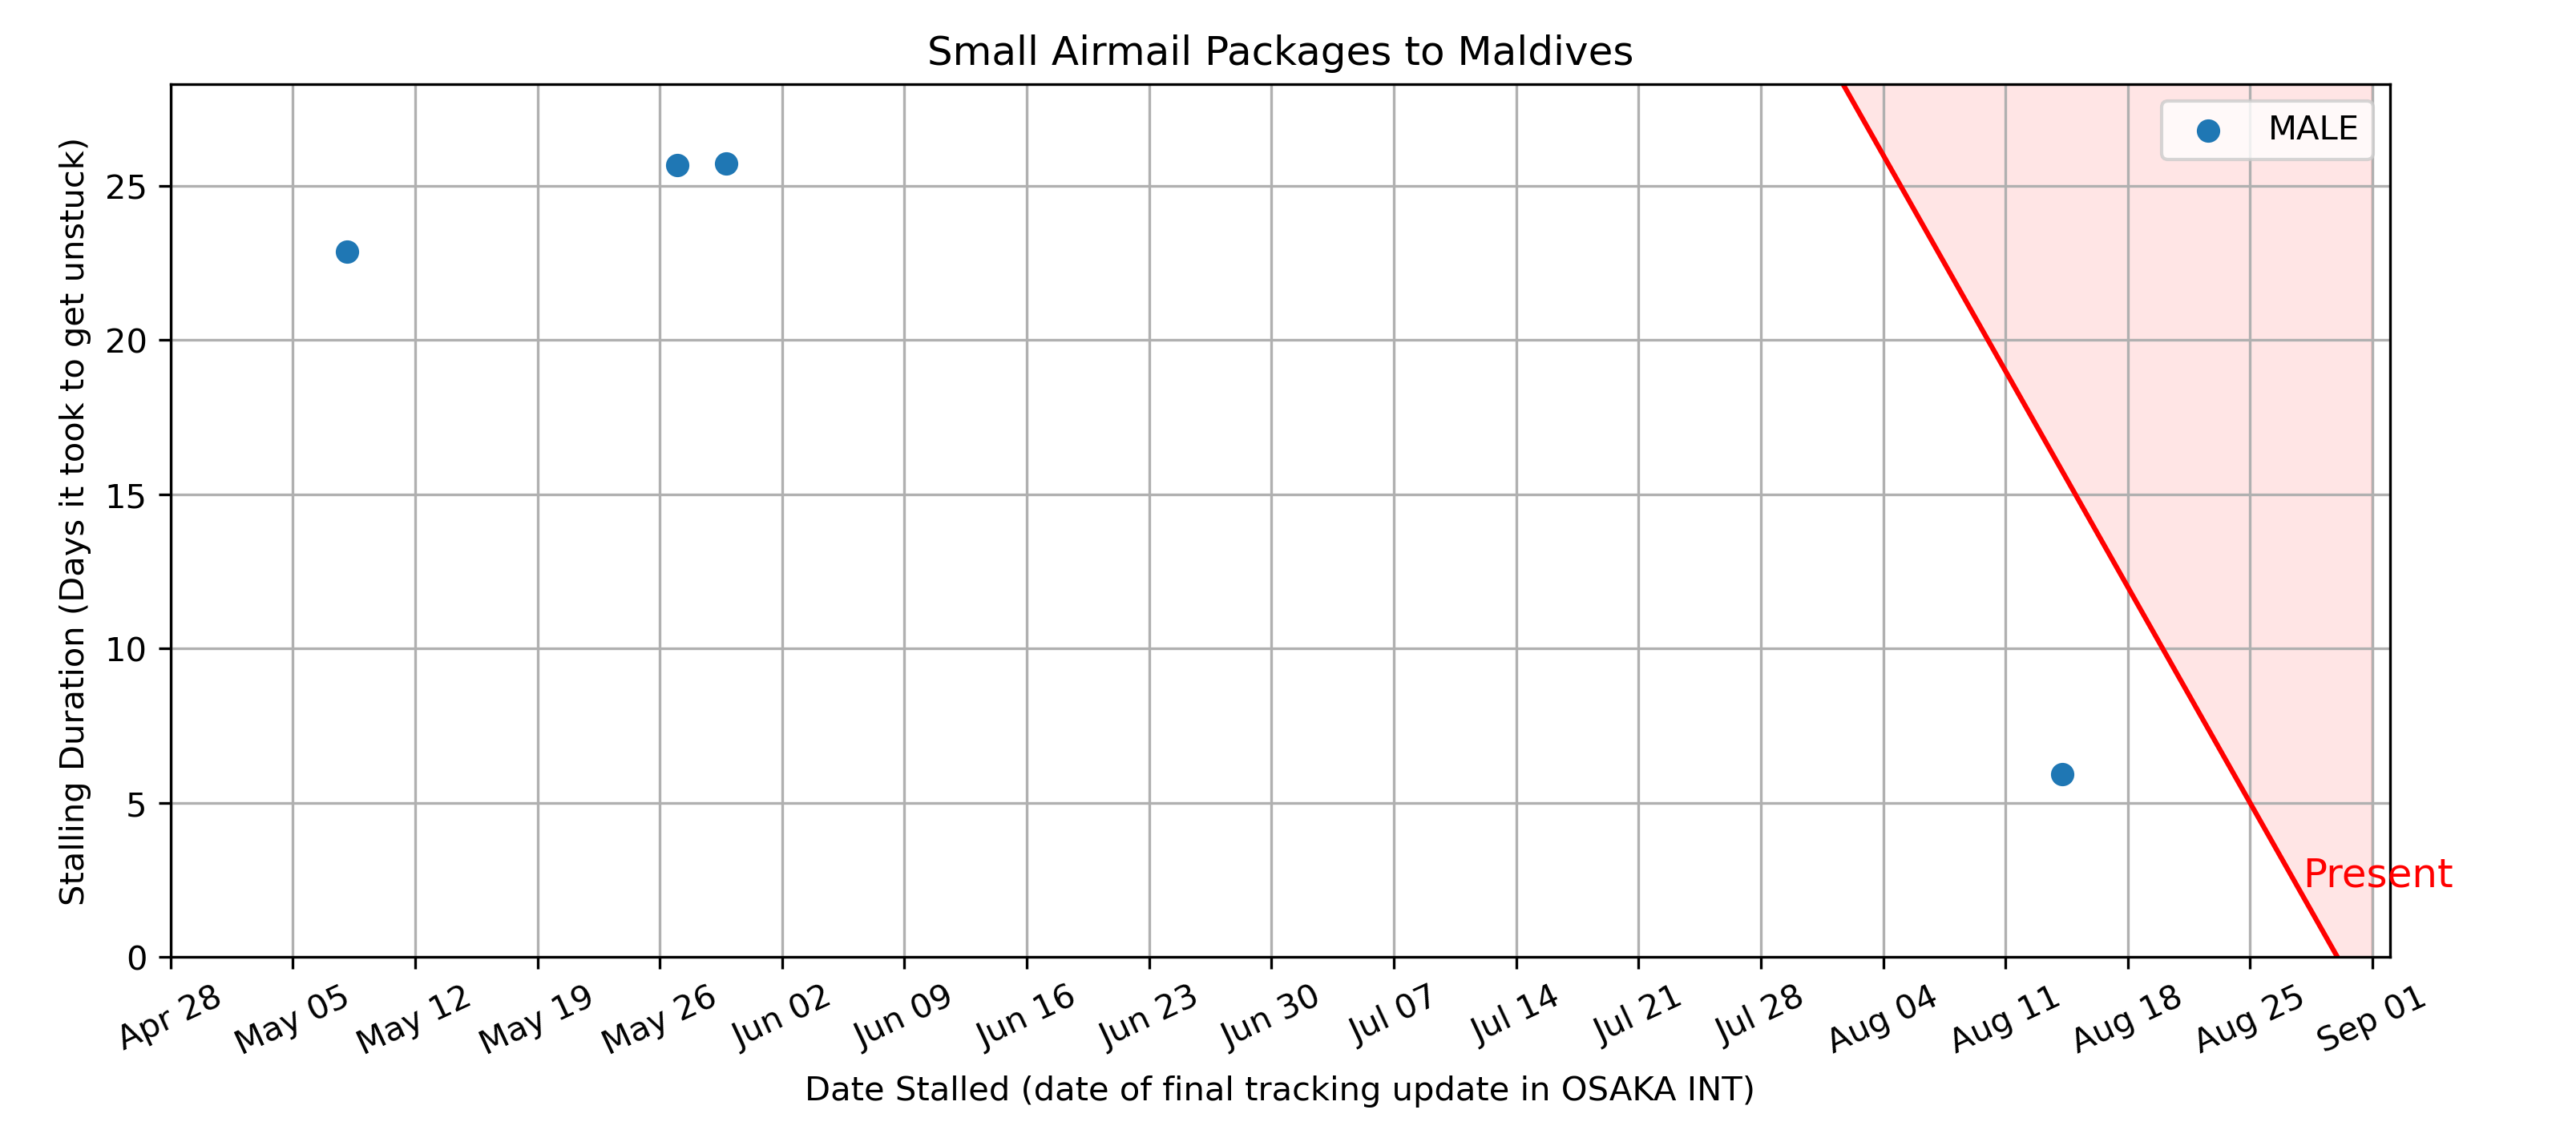 Small Airmail Packages to Maldives
MALE
Stalling Duration (Days it took to get unstuck)
25
20
15
10
5
0
Present
Apr 28
May 05
May 12
May 19
May 26
Jun 02
Jun 09
Jun 16
Jun 23
Jun 30
Jul 07
Jul 14
Jul 21
Jul 28
Aug 04
Aug 11
Aug 18
Aug 25
Sep 01
Date Stalled (date of final tracking update in OSAKA INT)